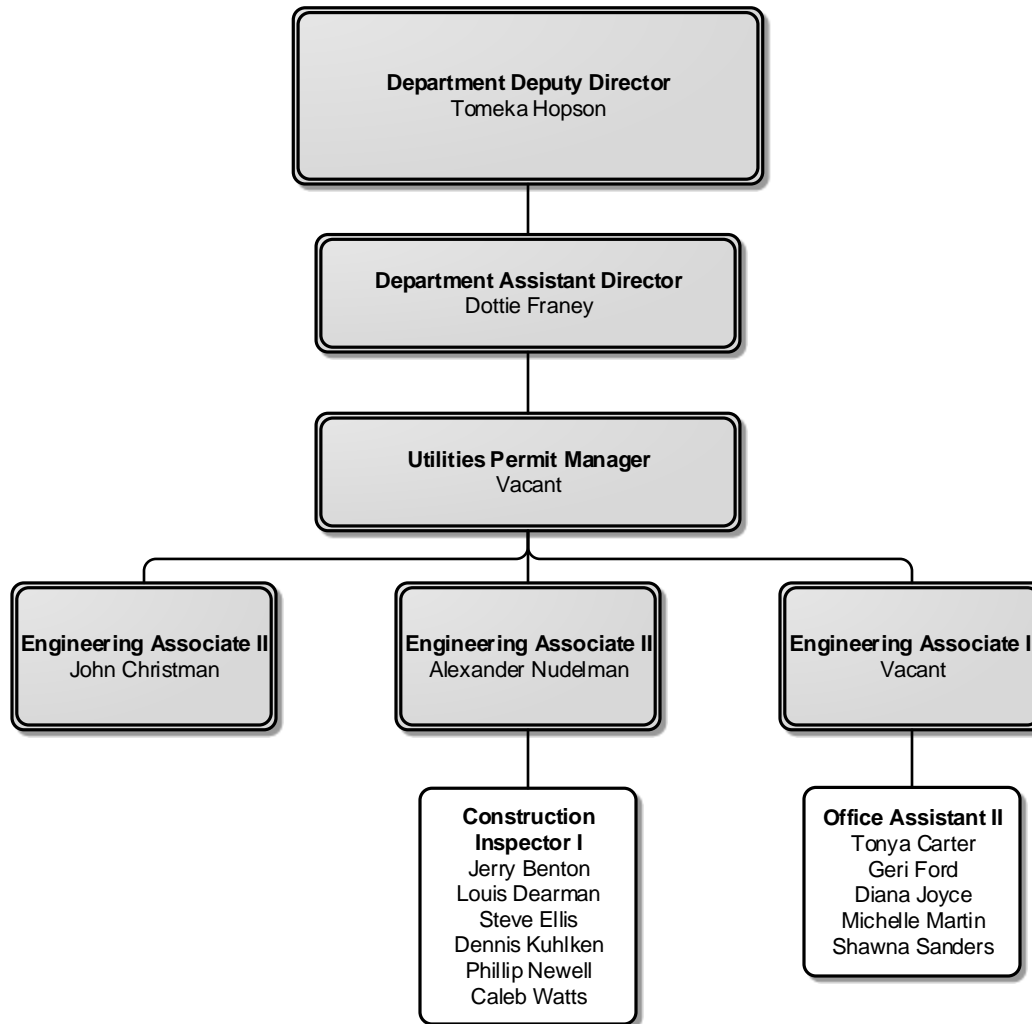 Department Deputy Director
Tomeka Hopson
Department Assistant Director
Dottie Franey
Utilities Permit Manager
Vacant
Engineering Associate II
John Christman
Engineering Associate II
Alexander Nudelman
Engineering Associate I
Vacant
Construction
Inspector I
Jerry Benton
Louis Dearman
Steve Ellis
Dennis Kuhlken
Phillip Newell
Caleb Watts
Office Assistant II
Tonya Carter
Geri Ford
Diana Joyce
Michelle Martin
Shawna Sanders